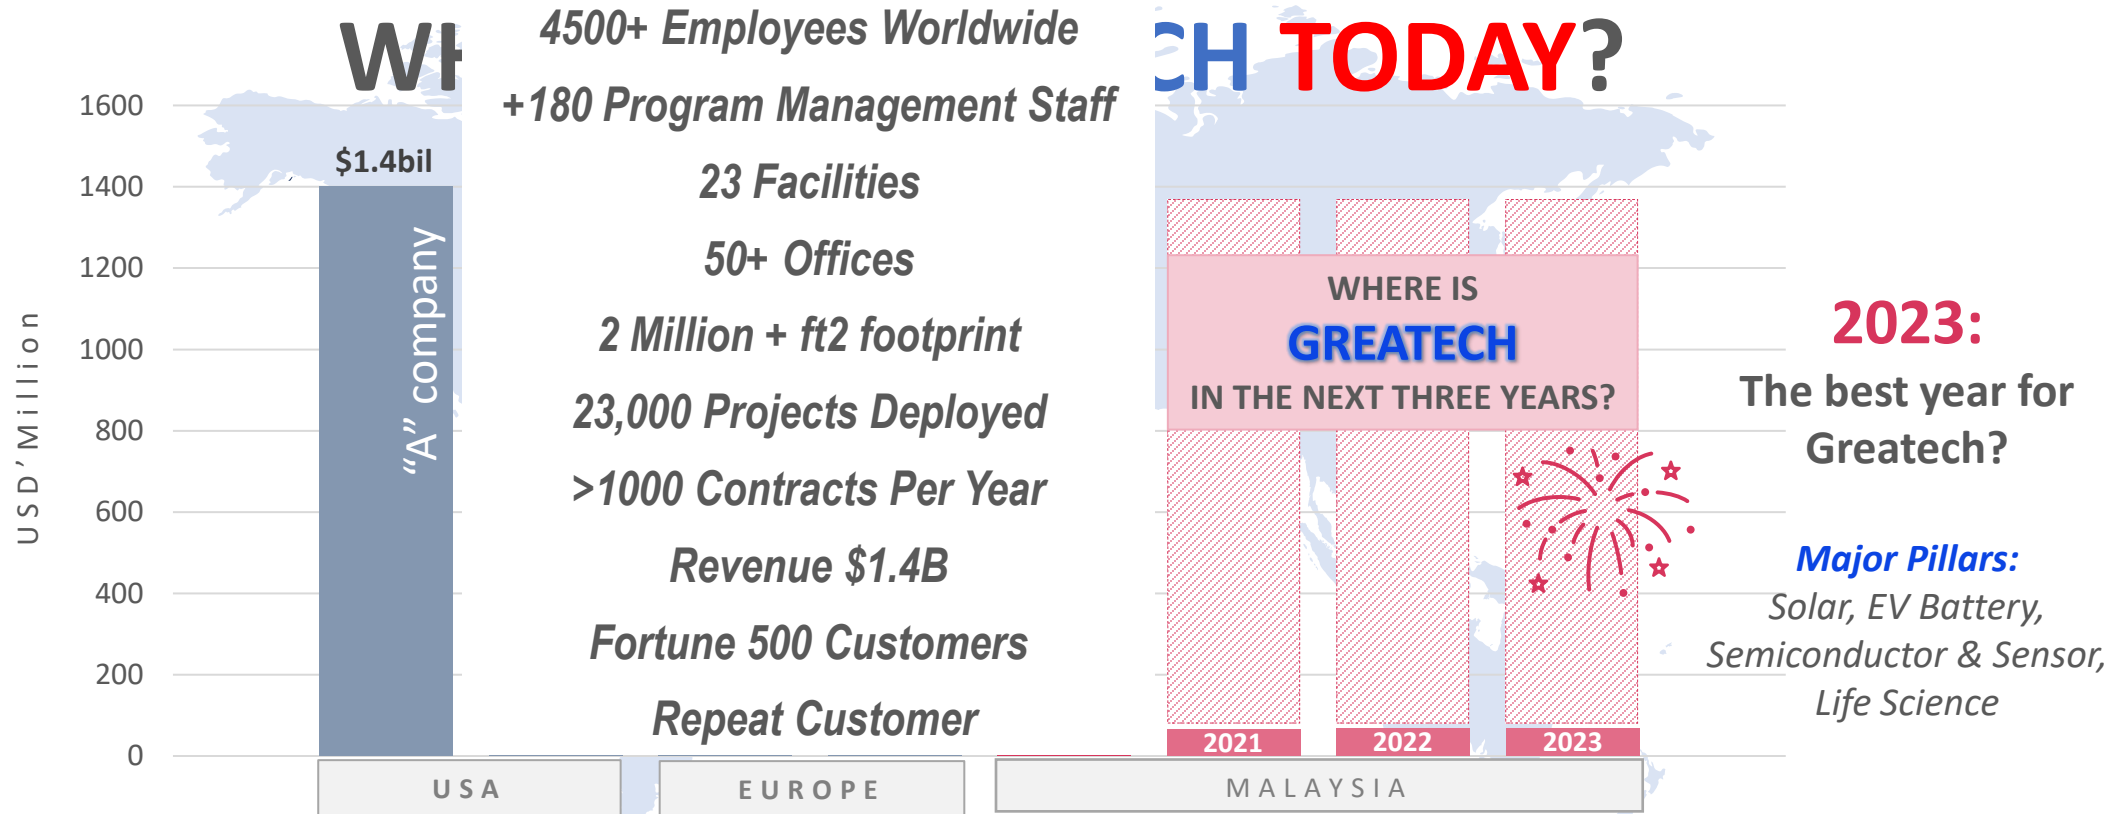 CH TODAY?
4500+ Employees Worldwide
+180 Program Management Staff
23 Facilities
50+ Offices
2 Million + ft2 footprint
23,000 Projects Deployed
>1000 Contracts Per Year
Revenue $1.4B
Fortune 500 Customers
Repeat Customer
USD'Million
1600
1400
1200
1000
800
600
400
200
0
$1.4bil
“A” company
WHERE IS
GREATECH
IN THE NEXT THREE YEARS?
2021
2022
2023
USA
EUROPE
MALAYSIA
2023:
The best year for
Greatech?
Major Pillars:
Solar, EV Battery,
Semiconductor & Sensor,
Life Science